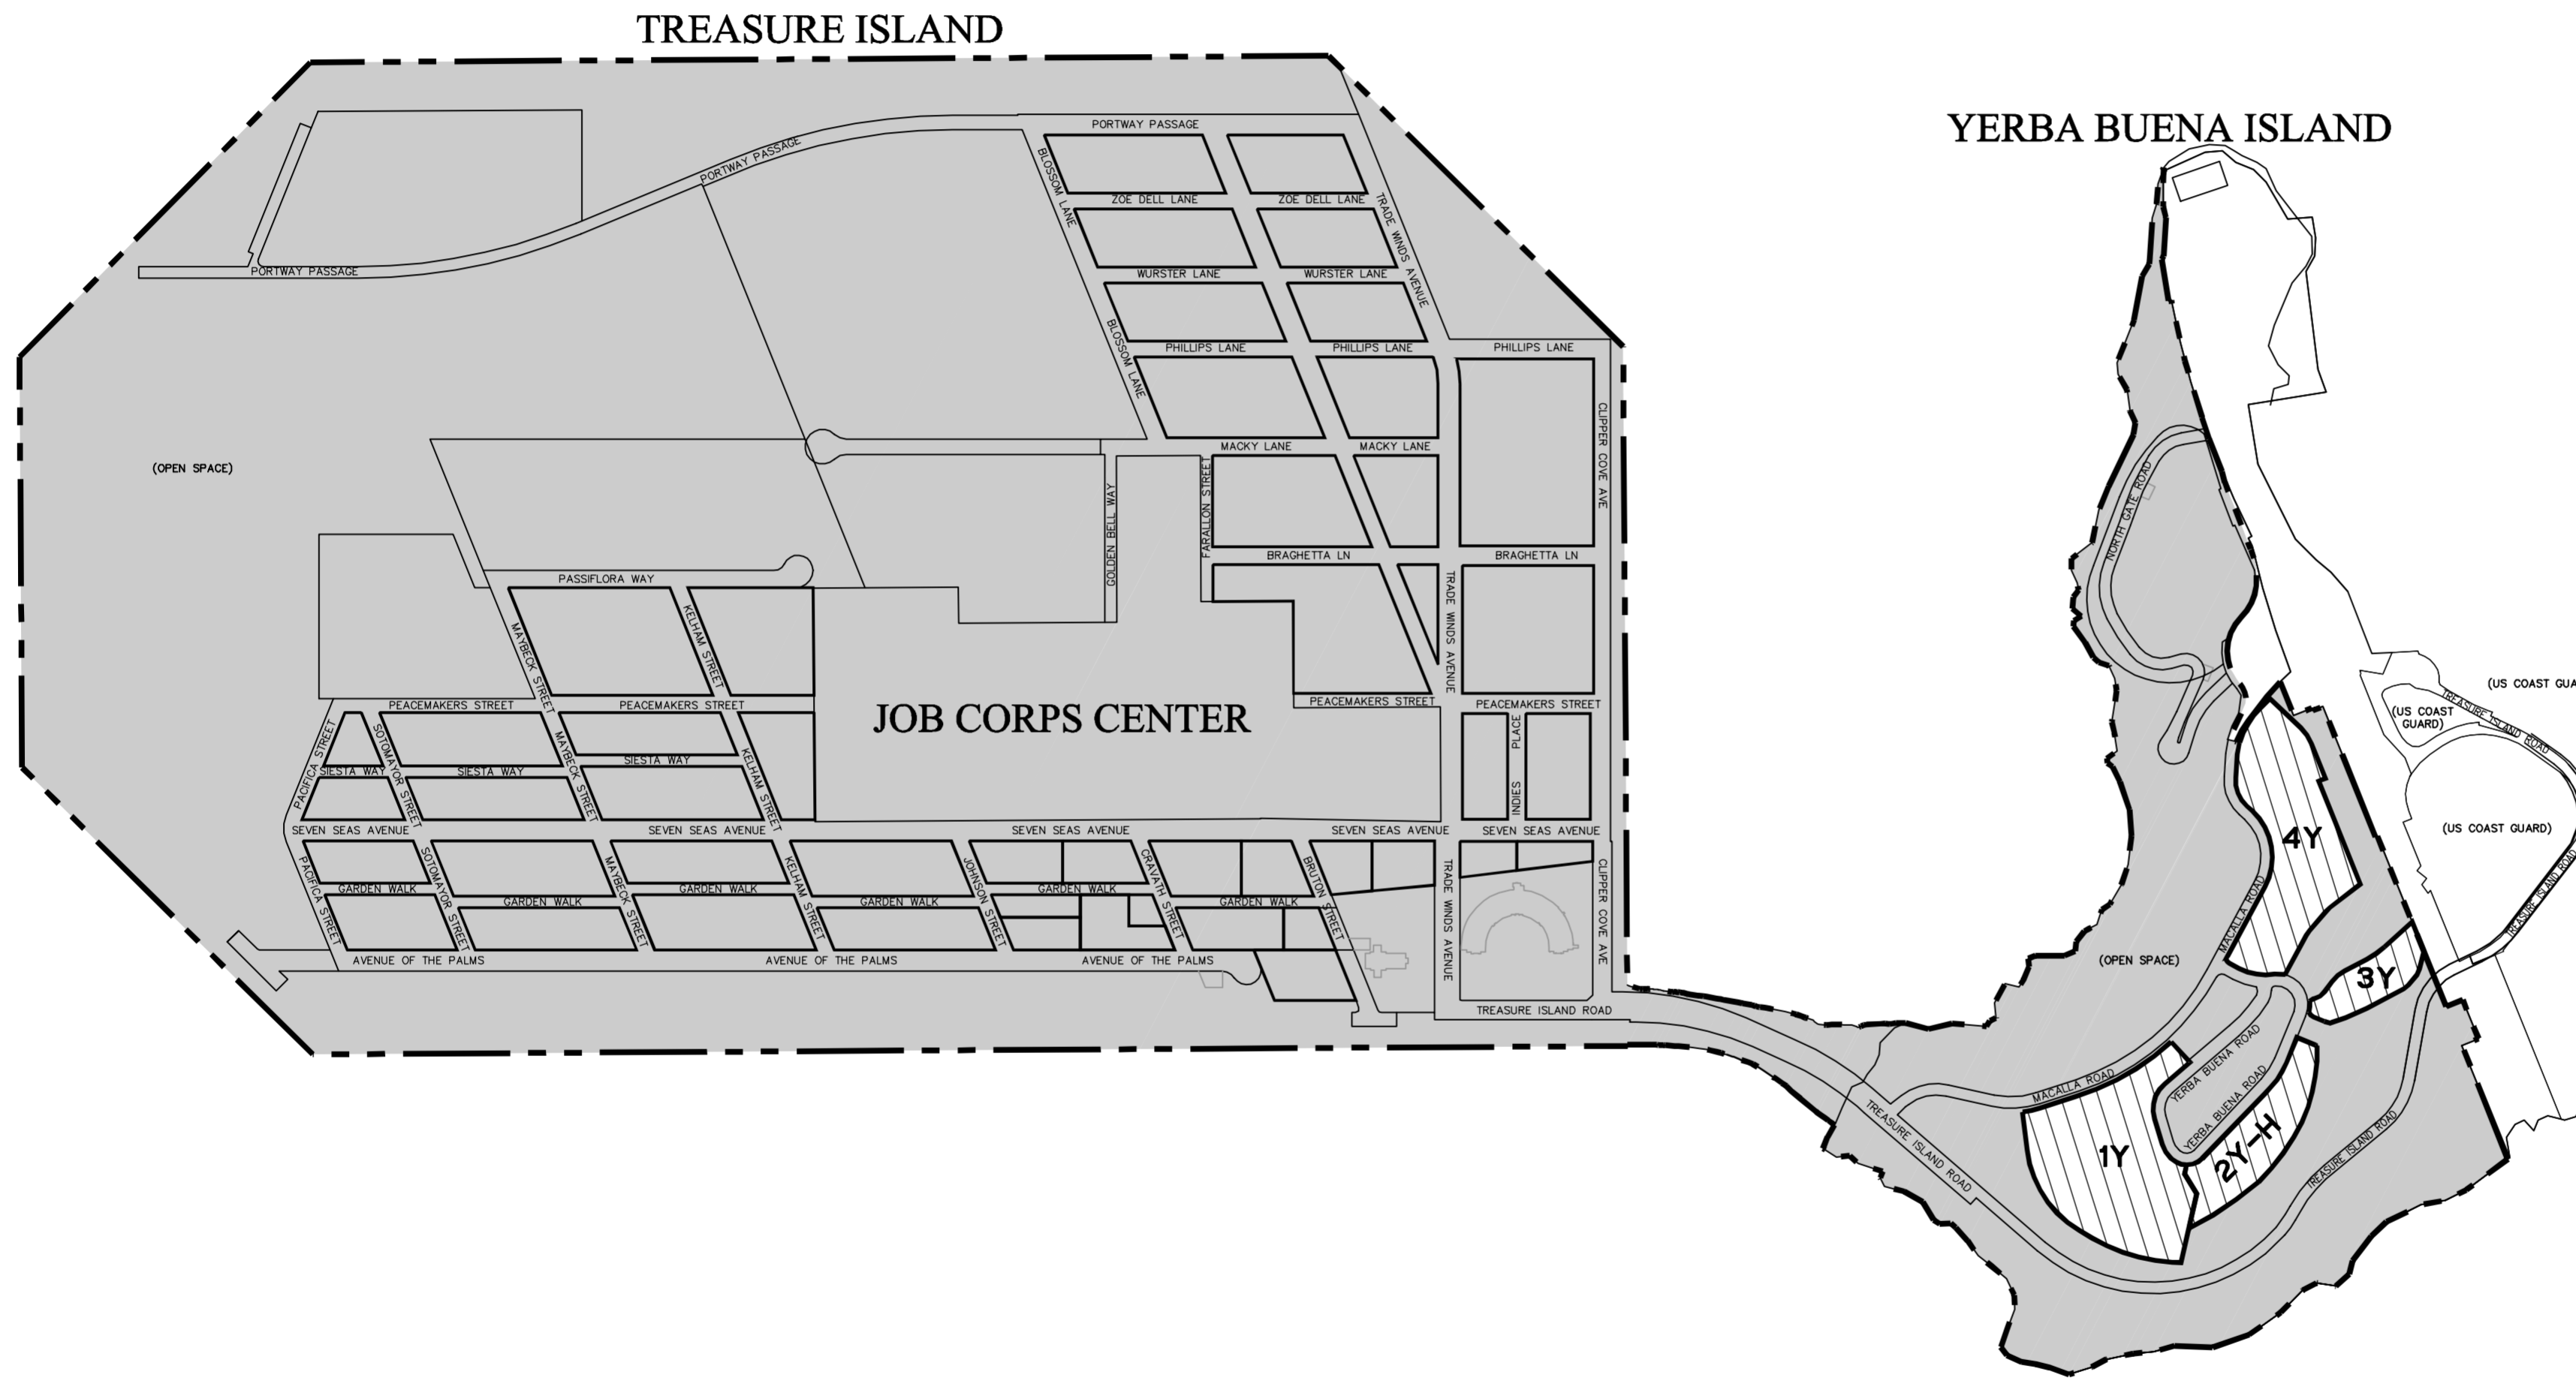 TREASURE ISLAND
YERBA BUENA ISLAND
PORTWAY PASSAGE
PORTWAY PASSAGE
PORTWAY PASSAGE
BLOSSOM LANE
ZOE DELL LANE
ZOE DELL LANE
TRADE WINDS AVENUE
WURSTER LANE
WURSTER LANE
BLOSSOM LANE
PHILLIPS LANE
PHILLIPS LANE
PHILLIPS LANE
CLIPPER COVE AVE
MACKY LANE
MACKY LANE
(OPEN SPACE)
GOLDEN BELL WAY
FARALLON STREET
BRAGHETTA LN
BRAGHETTA LN
PASSIFLORA WAY
MAYBECK STREET
KELHAM STREET
TRADE WINDS AVENUE
PEACEMAKERS STREET
PEACEMAKERS STREET
PEACEMAKERS STREET
PEACEMAKERS STREET
JOB CORPS CENTER
PACIFICA STREET
SOTOMAYOR STREET
MAYBECK STREET
KELHAM STREET
INDIES PLACE
SIESTA WAY
SIESTA WAY
SIESTA WAY
SEVEN SEAS AVENUE
SEVEN SEAS AVENUE
SEVEN SEAS AVENUE
SEVEN SEAS AVENUE
SEVEN SEAS AVENUE
PACIFICA STREET
SOTOMAYOR STREET
MAYBECK STREET
KELHAM STREET
JOHNSON STREET
CRAVATH STREET
BRUTON STREET
TRADE WINDS AVENUE
CLIPPER COVE AVE
GARDEN WALK
GARDEN WALK
GARDEN WALK
GARDEN WALK
GARDEN WALK
GARDEN WALK
AVENUE OF THE PALMS
AVENUE OF THE PALMS
AVENUE OF THE PALMS
TREASURE ISLAND ROAD
NORTH GATE ROAD
(US COAST GUA
(US COAST
GUARD)
TREASURE ISLAND ROAD
(US COAST GUARD)
TREASURE ISLAND ROAD
TREASURE ISLAND ROAD
4Y
MACALLA ROAD
(OPEN SPACE)
3Y
YERBA BUENA ROAD
YERBA BUENA ROAD
MACALLA ROAD
TREASURE ISLAND ROAD
1Y
2Y-H
TREASURE ISLAND ROAD